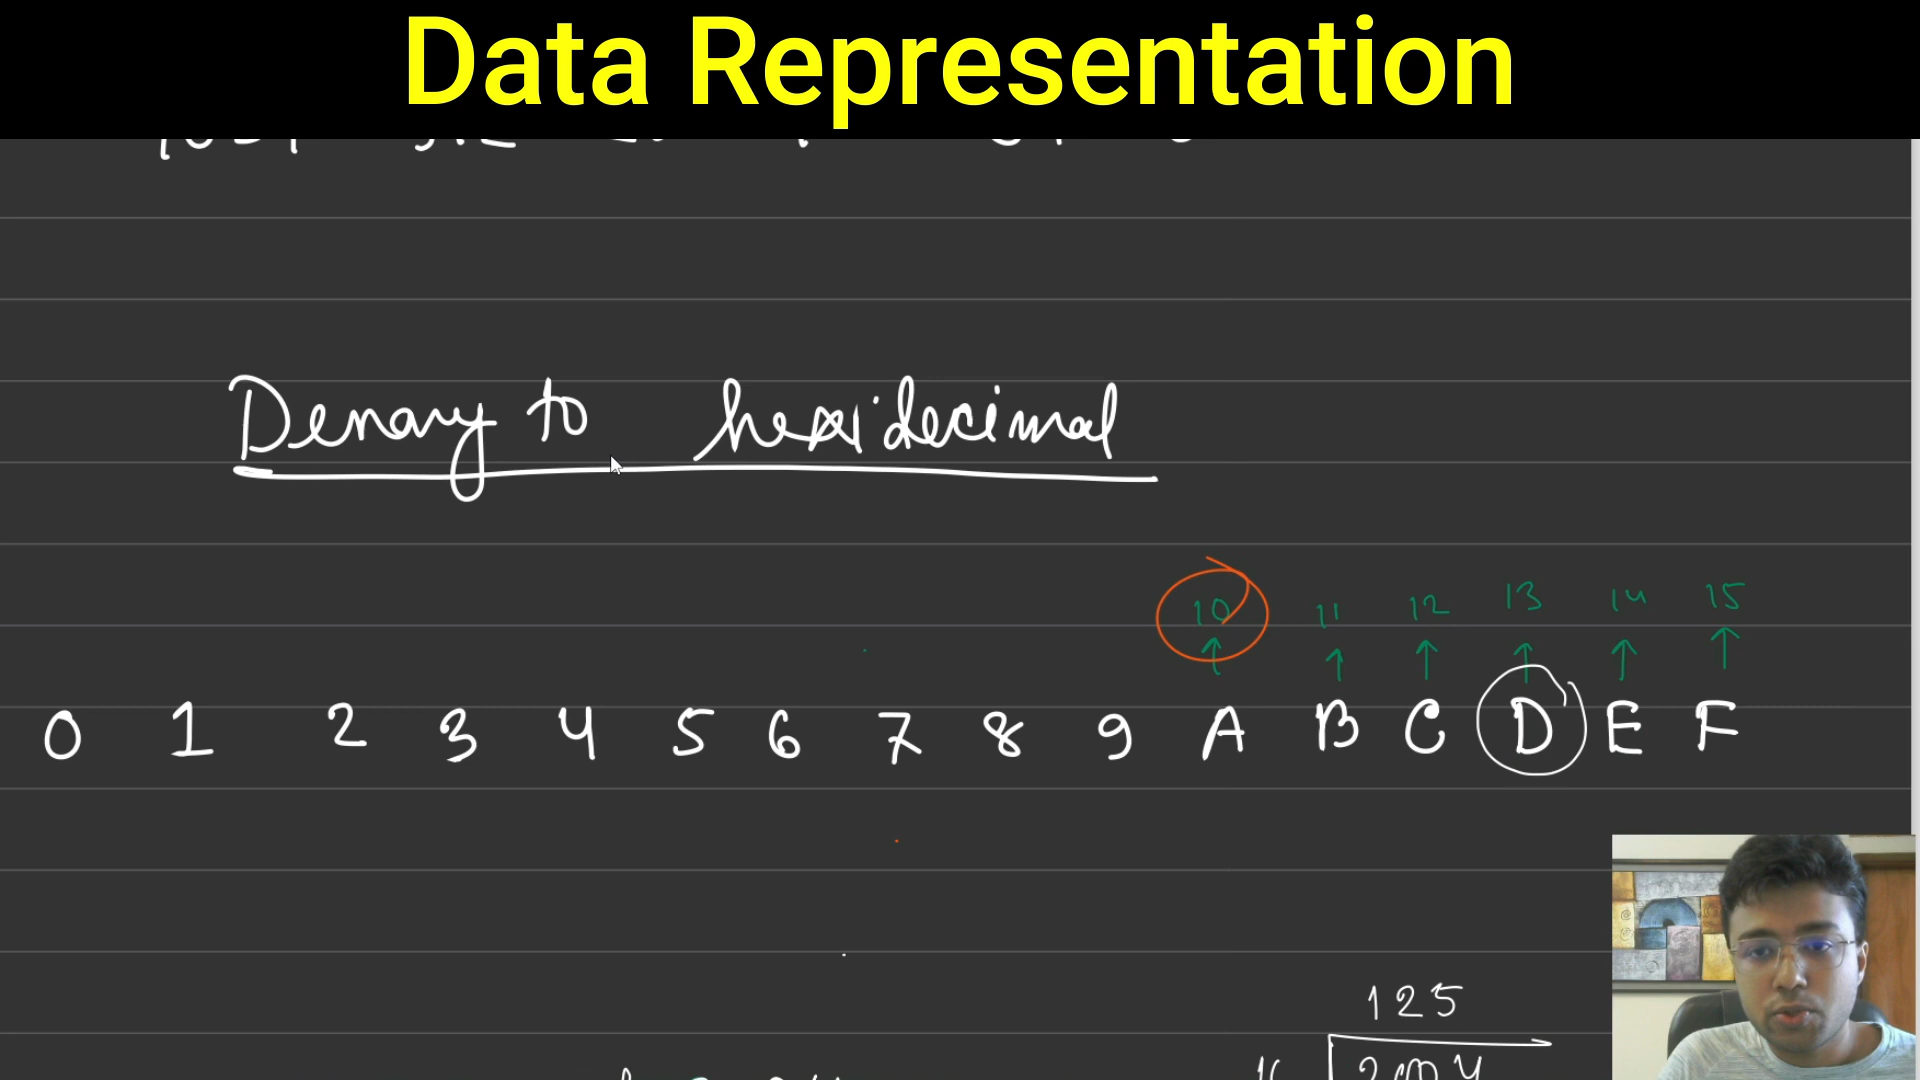 Data Representation
Denary to hexidecimal
10 11 12 13 14 15
0 1 2 3 4 5 6 7 8 9 A B C D E F
125